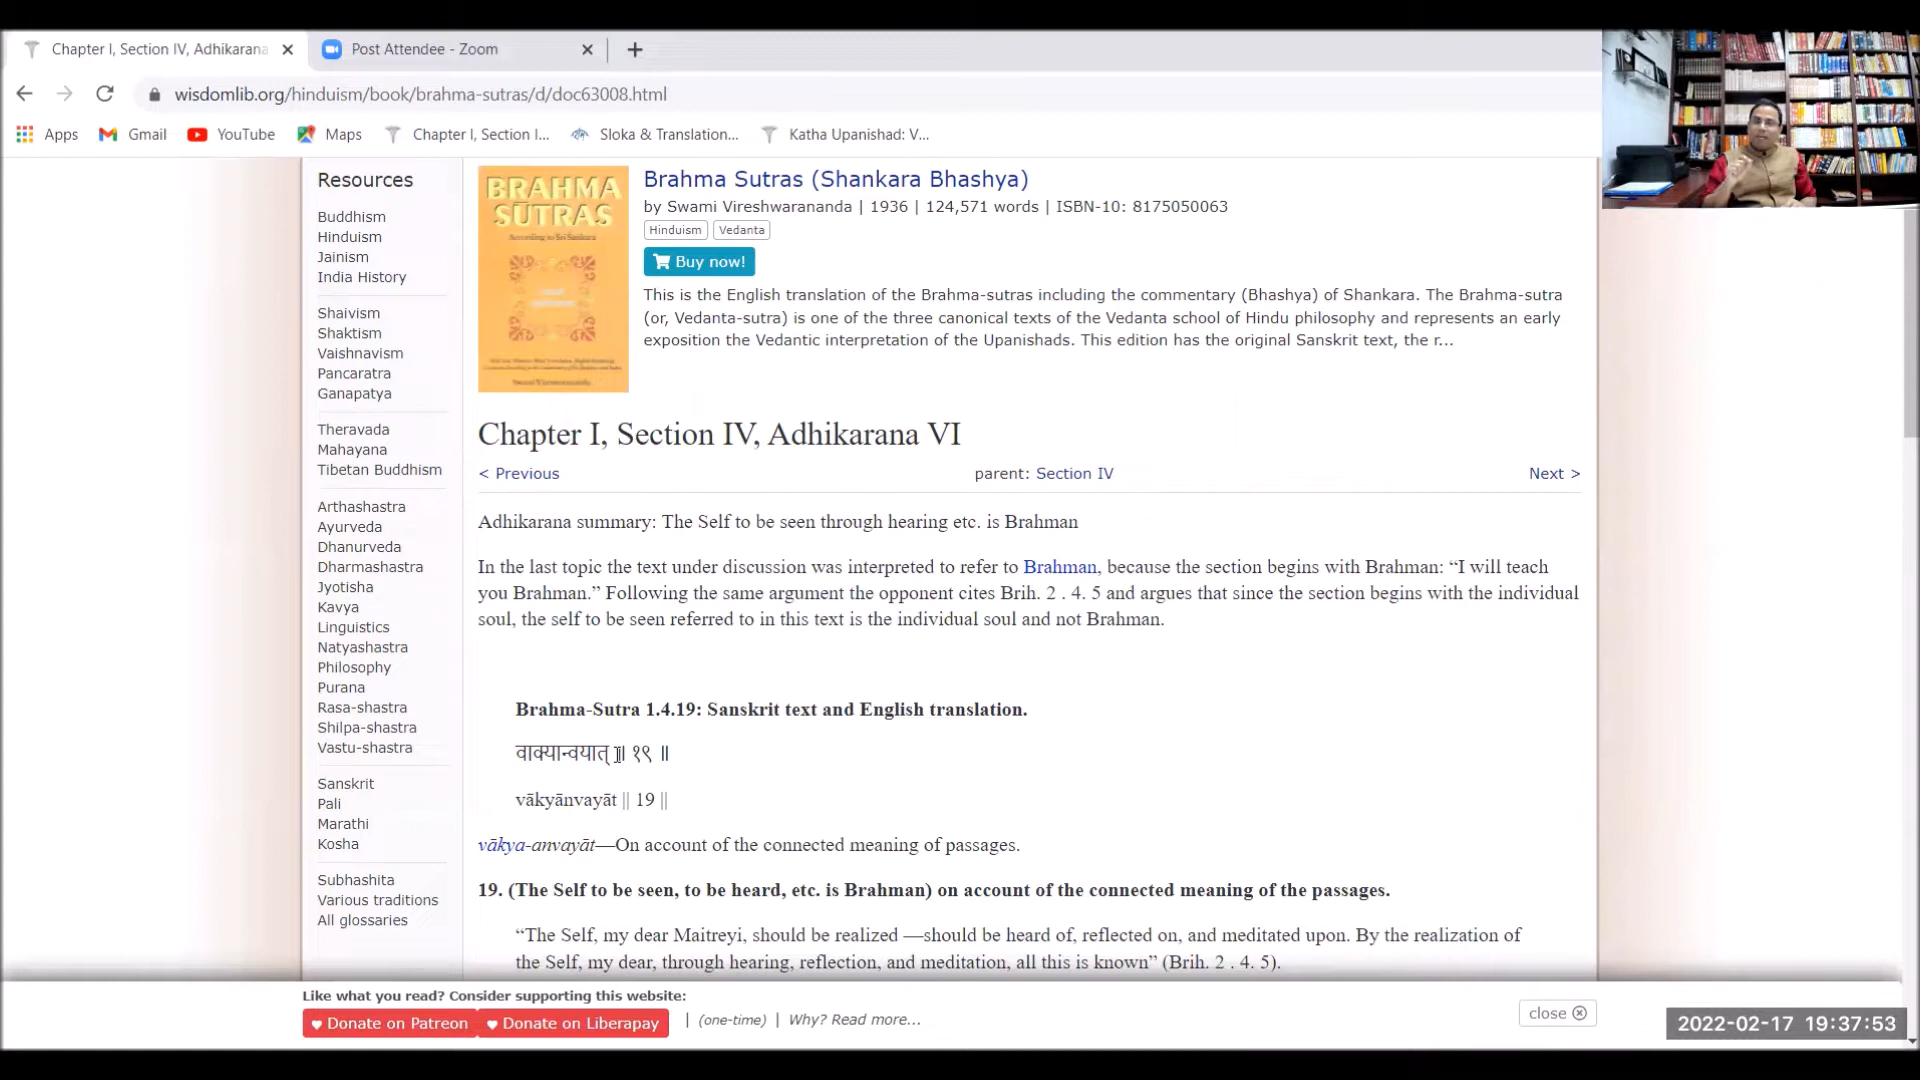 Chapter I, Section IV, Adhikarana
Post Attendee - Zoom
wisdomlib.org/hinduism/book/brahma-sutras/d/doc63008.html
Apps Gmail YouTube Maps Chapter I, Section I... Sloka & Translation... Katha Upanishad: V...
Resources
Buddhism
Hinduism
Jainism
India History
Shaivism
Shaktism
Vaishnavism
Pancaratra
Ganapatya
Theravada
Mahayana
Tibetan Buddhism
Arthashastra
Ayurveda
Dhanurveda
Dharmashastra
Jyotisha
Kavya
Linguistics
Natyashastra
Philosophy
Purana
Rasa-shastra
Shilpa-shastra
Vastu-shastra
Sanskrit
Pali
Marathi
Kosha
Subhashita
Various traditions
All glossaries
BRAHMA
SŪTRAS
According to Sri Sankara
Brahma Sutras (Shankara Bhashya)
by Swami Vireshwarananda | 1936 | 124,571 words | ISBN-10: 8175050063
Hinduism Vedanta
Buy now!
This is the English translation of the Brahma-sutras including the commentary (Bhashya) of Shankara. The Brahma-sutra
(or, Vedanta-sutra) is one of the three canonical texts of the Vedanta school of Hindu philosophy and represents an early
exposition the Vedantic interpretation of the Upanishads. This edition has the original Sanskrit text, the r...
Chapter I, Section IV, Adhikarana VI
< Previous parent: Section IV Next >
Adhikarana summary: The Self to be seen through hearing etc. is Brahman
In the last topic the text under discussion was interpreted to refer to Brahman, because the section begins with Brahman: “I will teach
you Brahman.” Following the same argument the opponent cites Brih. 2 . 4. 5 and argues that since the section begins with the individual
soul, the self to be seen referred to in this text is the individual soul and not Brahman.
Brahma-Sutra 1.4.19: Sanskrit text and English translation.
वाक्यान्वयात् ॥ १९ ॥
vākyānvayāt || 19 ||
vākya-anvayāt—On account of the connected meaning of passages.
19. (The Self to be seen, to be heard, etc. is Brahman) on account of the connected meaning of the passages.
“The Self, my dear Maitreyi, should be realized —should be heard of, reflected on, and meditated upon. By the realization of
the Self, my dear, through hearing, reflection, and meditation, all this is known” (Brih. 2 . 4. 5).
Like what you read? Consider supporting this website:
Donate on Patreon Donate on Liberapay | (one-time) | Why? Read more...
close
2022-02-17 19:37:53